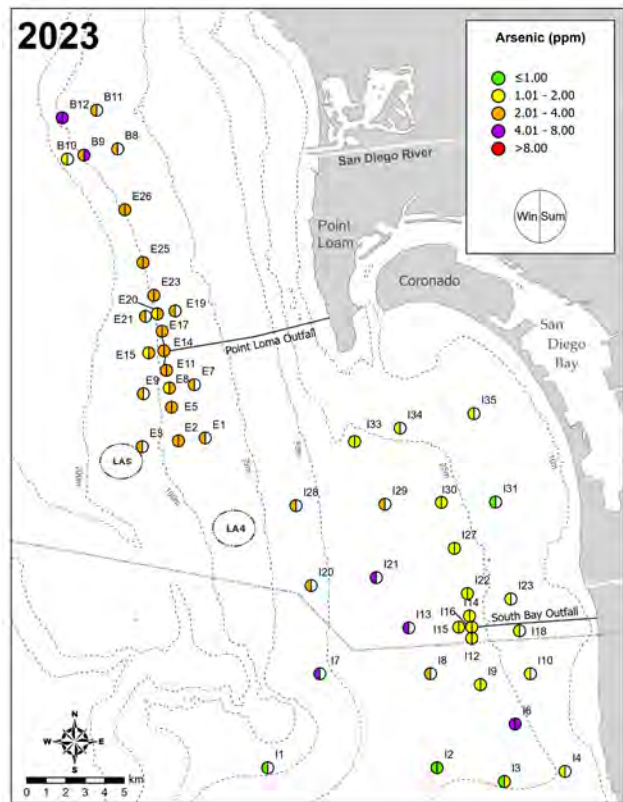 2023
Arsenic (ppm)
≤1.00
1.01 - 2.00
2.01 - 4.00
4.01 - 8.00
>8.00
Win Sum
B11
B12
B8
B10
B9
San Diego River
E26
Point
Loam
E25
Coronado
E23
E20
E19
E21
E17
San
Diego
Bay
E14
Point Loma Outfall
E15
E11
E7
E9
E8
E5
I35
I34
I33
E1
E3
E2
LA5
200m
100m
10m
I28
I29
I30
I31
LA4
I27
I21
I20
I22
I23
I14
I16
South Bay Outfall
I13
I15
I18
I12
I7
I8
I10
I9
I6
N
W E
S
I1
I2
I3
I4
0 1 2 3 4 5 km